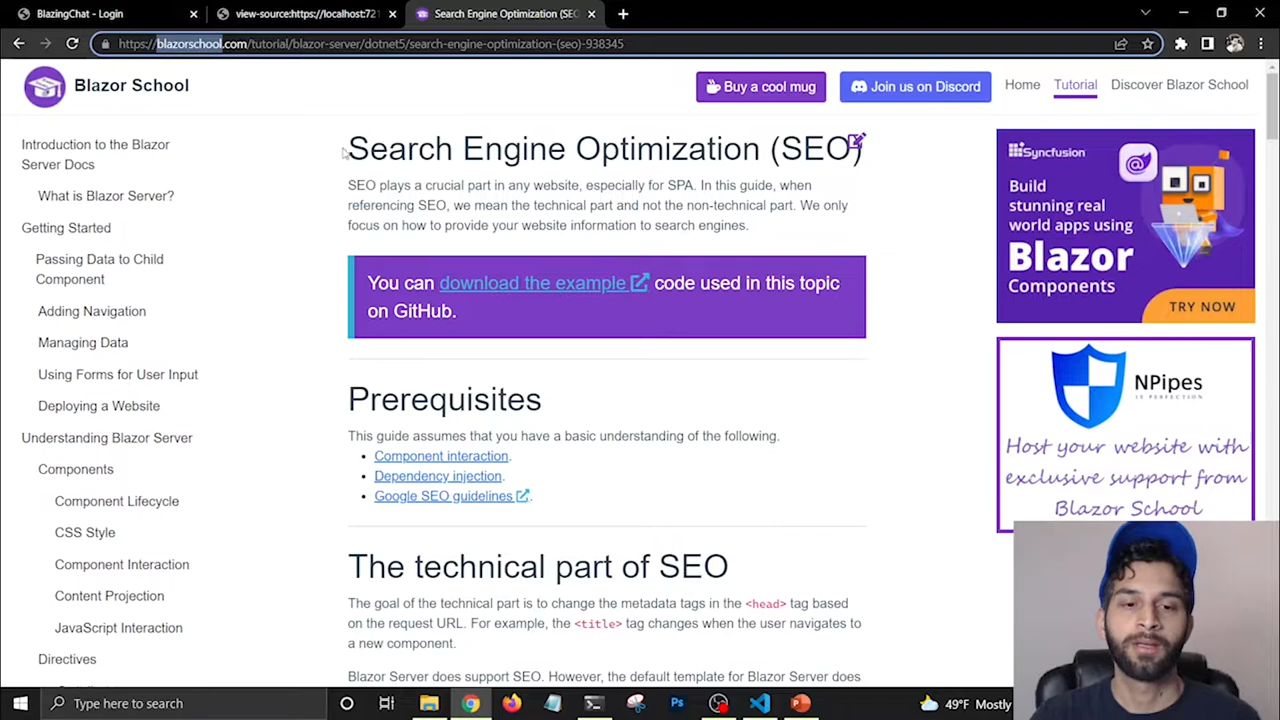 BlazingChat - Login
view-source:https://localhost:721
Search Engine Optimization (SEO
https://blazorschool.com/tutorial/blazor-server/dotnet5/search-engine-optimization-(seo)-938345
Blazor School
Buy a cool mug
Join us on Discord
Home
Tutorial
Discover Blazor School
Introduction to the Blazor
Server Docs
What is Blazor Server?
Getting Started
Passing Data to Child
Component
Adding Navigation
Managing Data
Using Forms for User Input
Deploying a Website
Understanding Blazor Server
Components
Component Lifecycle
CSS Style
Component Interaction
Content Projection
JavaScript Interaction
Directives
Search Engine Optimization (SEO)
SEO plays a crucial part in any website, especially for SPA. In this guide, when
referencing SEO, we mean the technical part and not the non-technical part. We only
focus on how to provide your website information to search engines.
You can download the example code used in this topic
on GitHub.
Prerequisites
This guide assumes that you have a basic understanding of the following.
Component interaction.
Dependency injection.
Google SEO guidelines.
The technical part of SEO
The goal of the technical part is to change the metadata tags in the <head> tag based
on the request URL. For example, the <title> tag changes when the user navigates to
a new component.
Blazor Server does support SEO. However, the default template for Blazor Server does
Syncfusion
Build
stunning real
world apps using
Blazor
Components
TRY NOW
NPipes
Host your website with
exclusive support from
Blazor School
Type here to search
Ps
49°F Mostly